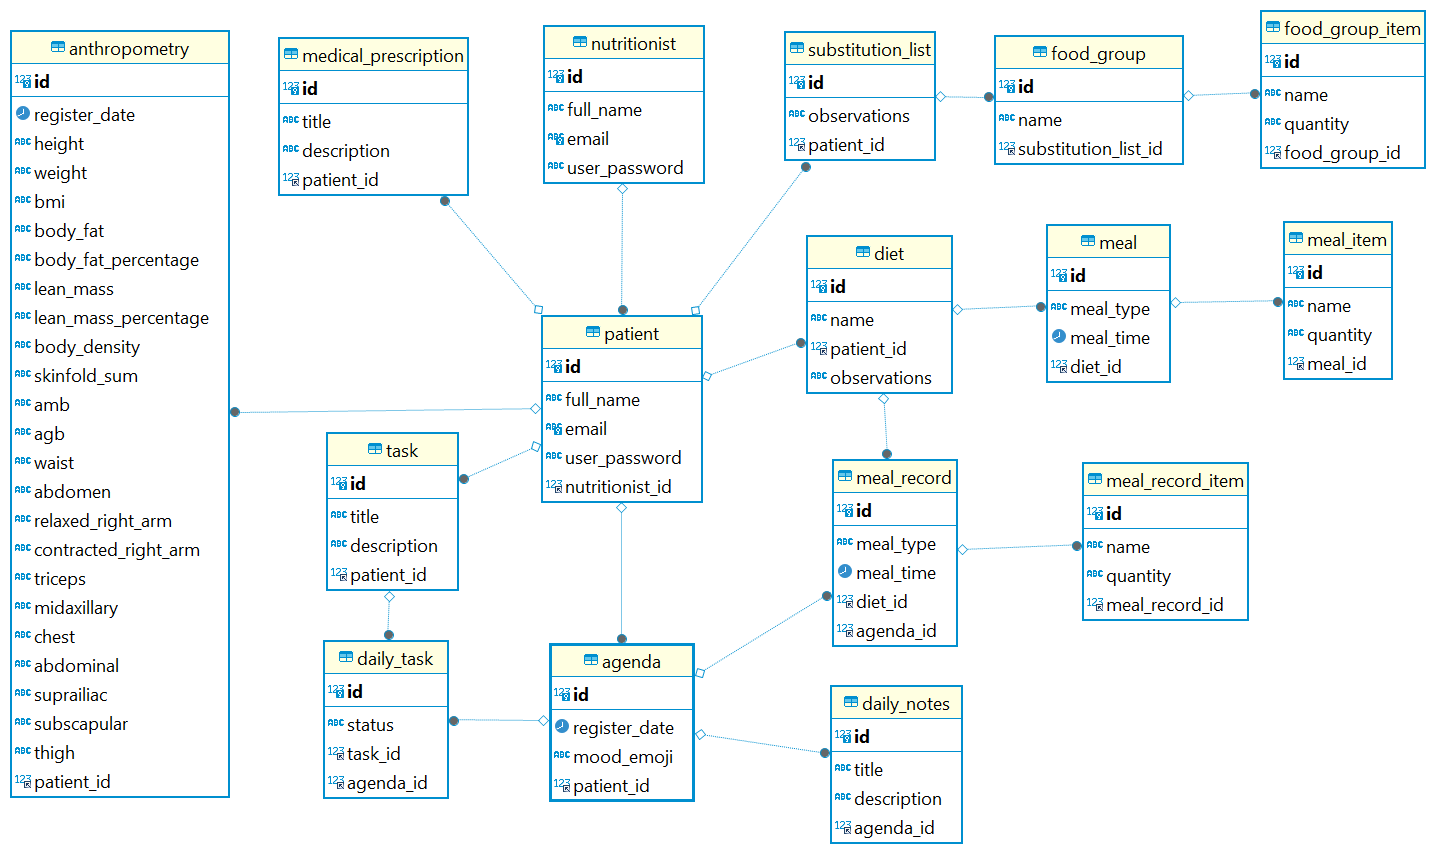 anthropometry
id
register_date
height
weight
bmi
body_fat
body_fat_percentage
lean_mass
lean_mass_percentage
body_density
skinfold_sum
amb
agb
waist
abdomen
relaxed_right_arm
contracted_right_arm
triceps
midaxillary
chest
abdominal
suprailiac
subscapular
thigh
patient_id
medical_prescription
id
title
description
patient_id
nutritionist
id
full_name
email
user_password
substitution_list
id
observations
patient_id
food_group
id
name
substitution_list_id
food_group_item
id
name
quantity
food_group_id
diet
id
name
patient_id
observations
meal
id
meal_type
meal_time
diet_id
meal_item
id
name
quantity
meal_id
patient
id
full_name
email
user_password
nutritionist_id
task
id
title
description
patient_id
meal_record
id
meal_type
meal_time
diet_id
agenda_id
meal_record_item
id
name
quantity
meal_record_id
daily_task
id
status
task_id
agenda_id
agenda
id
register_date
mood_emoji
patient_id
daily_notes
id
title
description
agenda_id